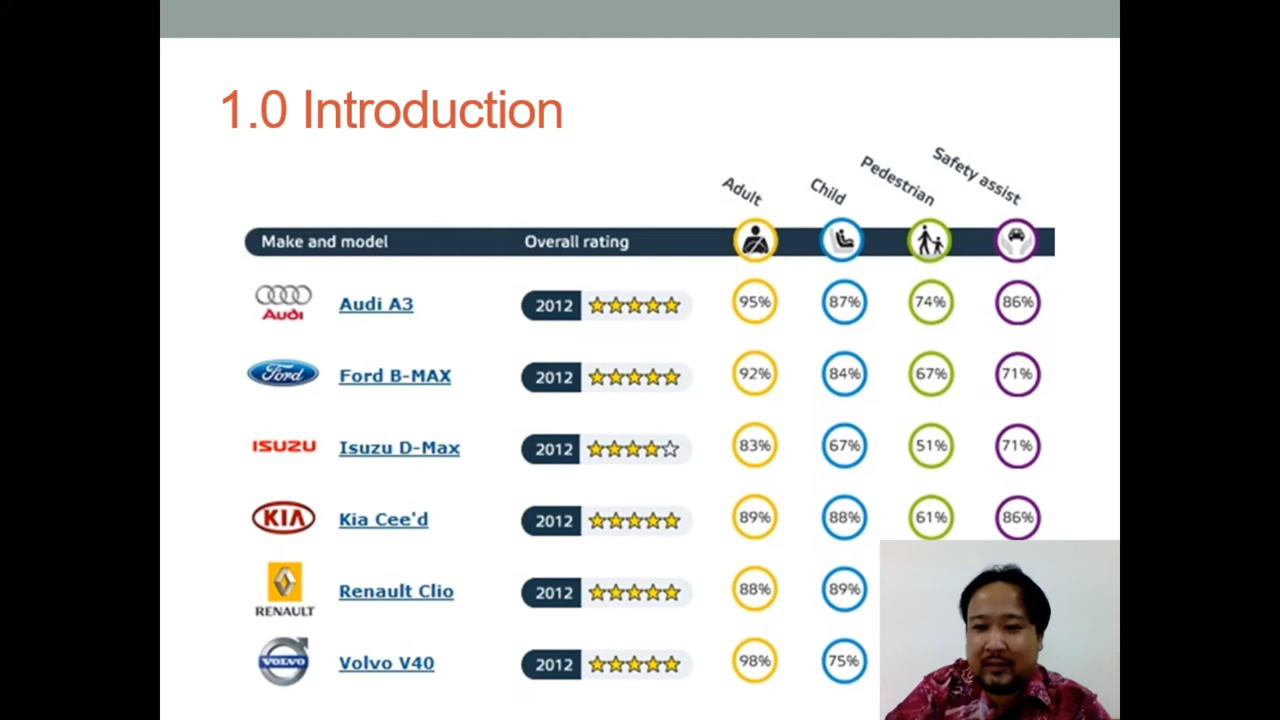 1.0 Introduction
Adult Child Pedestrian Safety assist
Make and model Overall rating
Audi Audi A3 2012 95% 87% 74% 86%
Ford Ford B-MAX 2012 92% 84% 67% 71%
ISUZU Isuzu D-Max 2012 83% 67% 51% 71%
KIA Kia Cee'd 2012 89% 88% 61% 86%
RENAULT Renault Clio 2012 88% 89%
VOLVO Volvo V40 2012 98% 75%